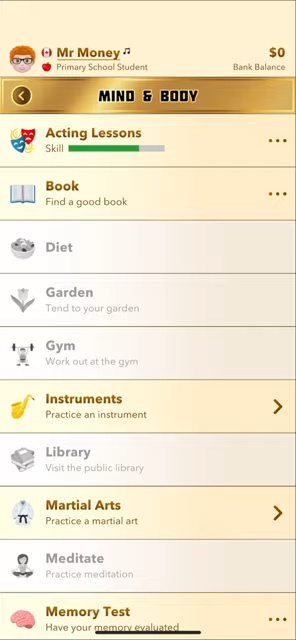 Mr Money
$0
Primary School Student
Bank Balance
MIND & BODY
Acting Lessons
Skill
Book
Find a good book
Diet
Garden
Tend to your garden
Gym
Work out at the gym
Instruments
Practice an instrument
Library
Visit the public library
Martial Arts
Practice a martial art
Meditate
Practice meditation
Memory Test
Have your memory evaluated